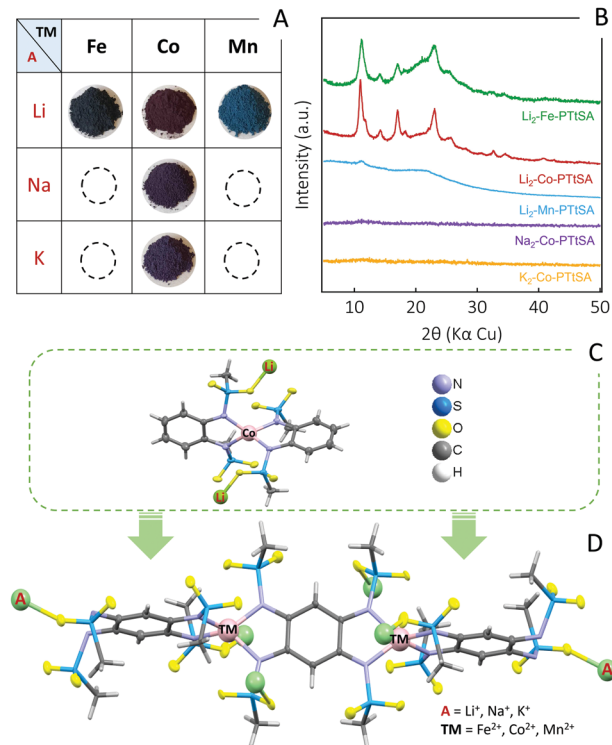 TM
A
Fe
Co
Mn
A
Li
Na
K
B
Intensity (a.u.)
Li₂-Fe-PTtSA
Li₂-Co-PTtSA
Li₂-Mn-PTtSA
Na₂-Co-PTtSA
K₂-Co-PTtSA
10
20
30
40
50
2θ (Kα Cu)
C
Li
Co
Li
N
S
O
C
H
D
A
TM
TM
A
A = Li⁺, Na⁺, K⁺
TM = Fe²⁺, Co²⁺, Mn²⁺